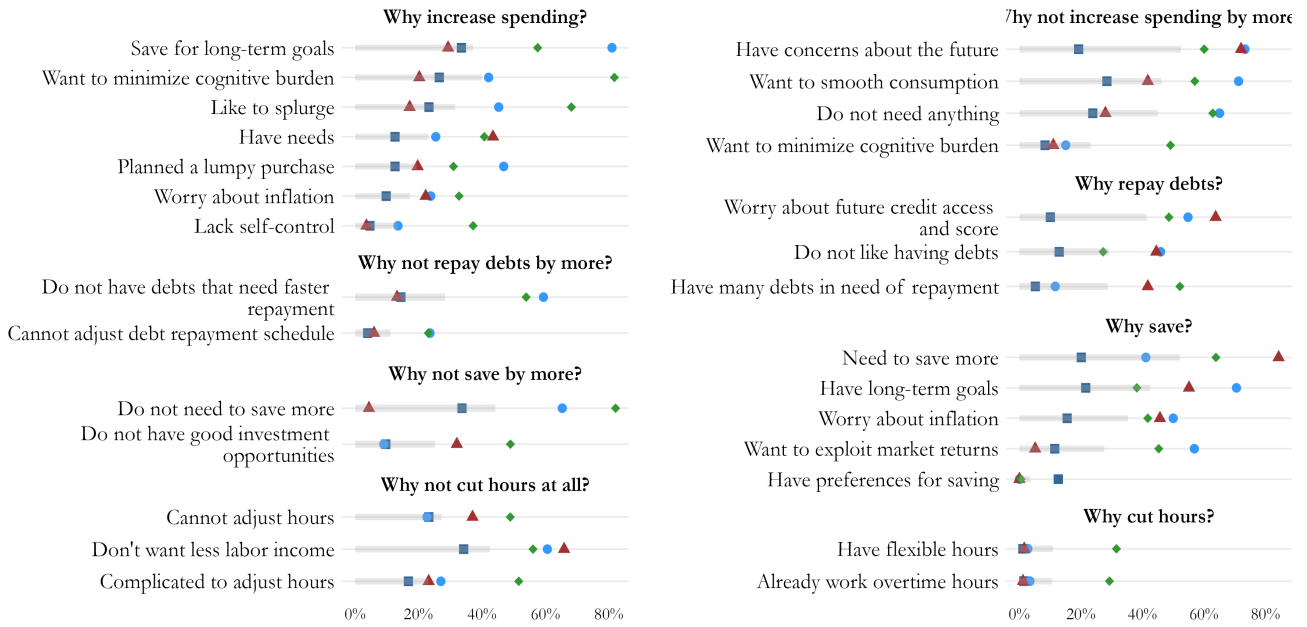 Why increase spending?
Save for long-term goals
Want to minimize cognitive burden
Like to splurge
Have needs
Planned a lumpy purchase
Worry about inflation
Lack self-control
Why not repay debts by more?
Do not have debts that need faster
repayment
Cannot adjust debt repayment schedule
Why not save by more?
Do not need to save more
Do not have good investment
opportunities
Why not cut hours at all?
Cannot adjust hours
Don't want less labor income
Complicated to adjust hours
0% 20% 40% 60% 80%
Why not increase spending by more
Have concerns about the future
Want to smooth consumption
Do not need anything
Want to minimize cognitive burden
Why repay debts?
Worry about future credit access
and score
Do not like having debts
Have many debts in need of repayment
Why save?
Need to save more
Have long-term goals
Worry about inflation
Want to exploit market returns
Have preferences for saving
Why cut hours?
Have flexible hours
Already work overtime hours
0% 20% 40% 60% 80%